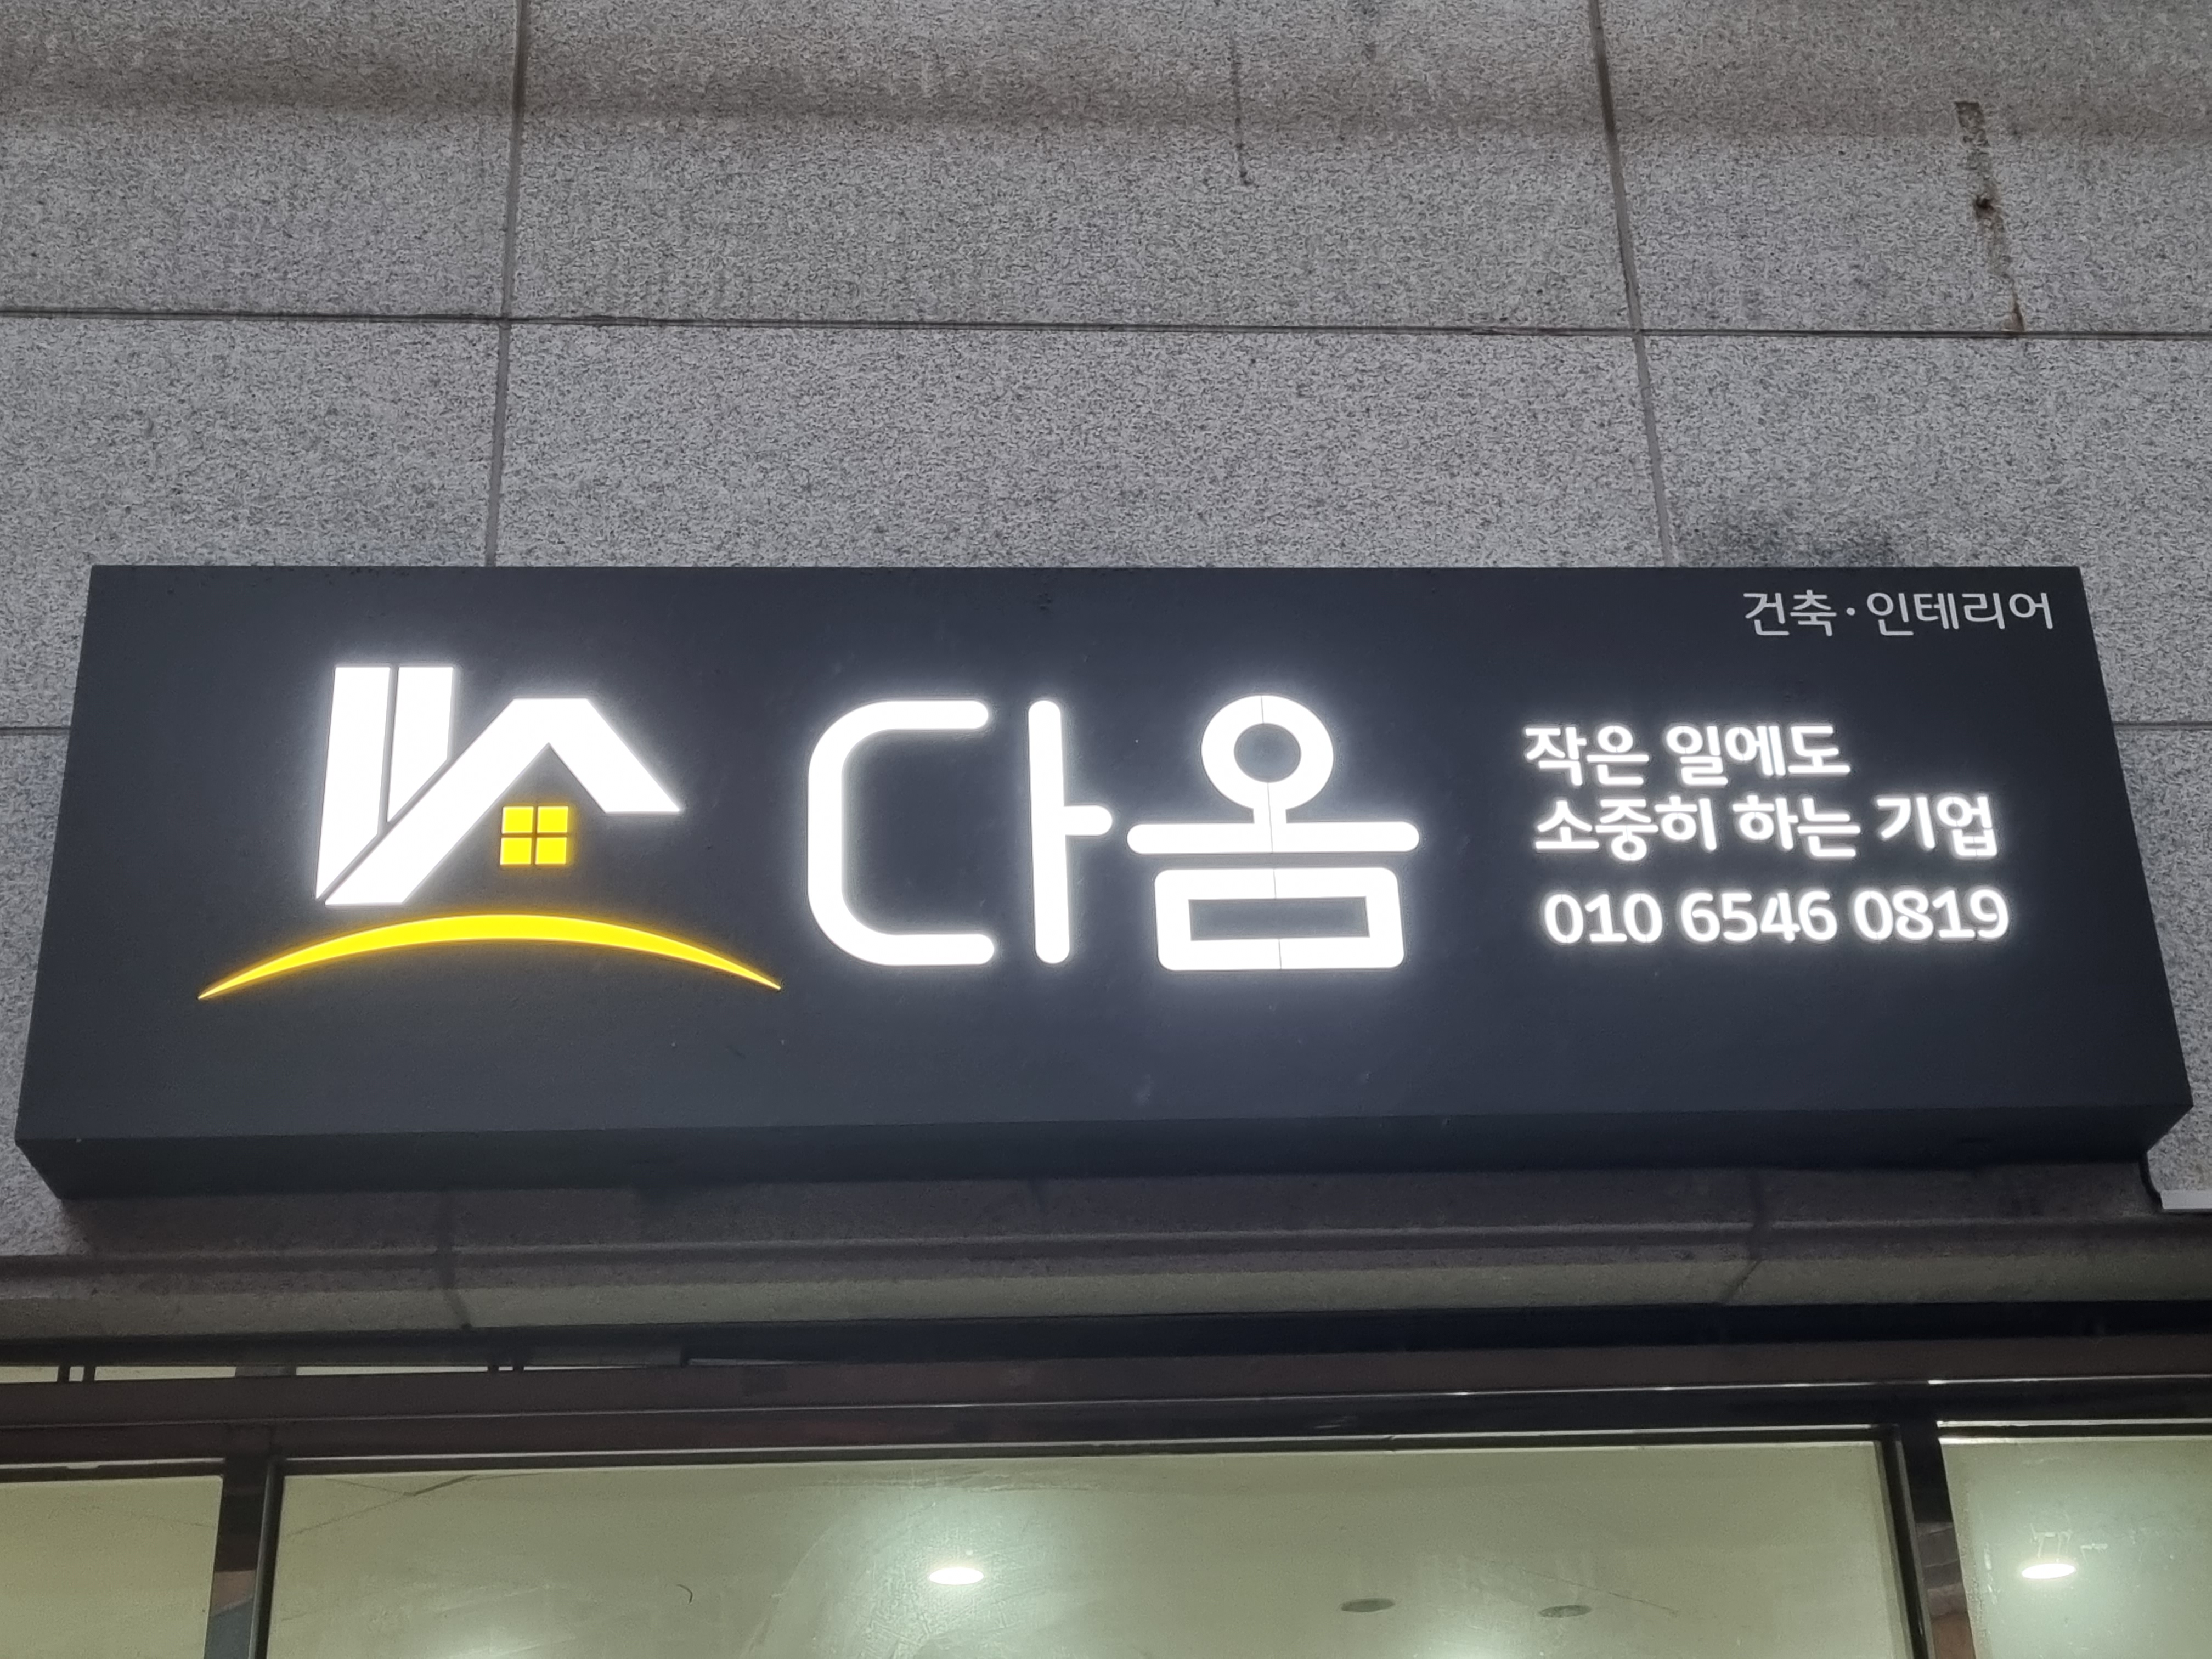 건축·인테리어
다옴
작은 일에도
소중히 하는 기업
010 6546 0819